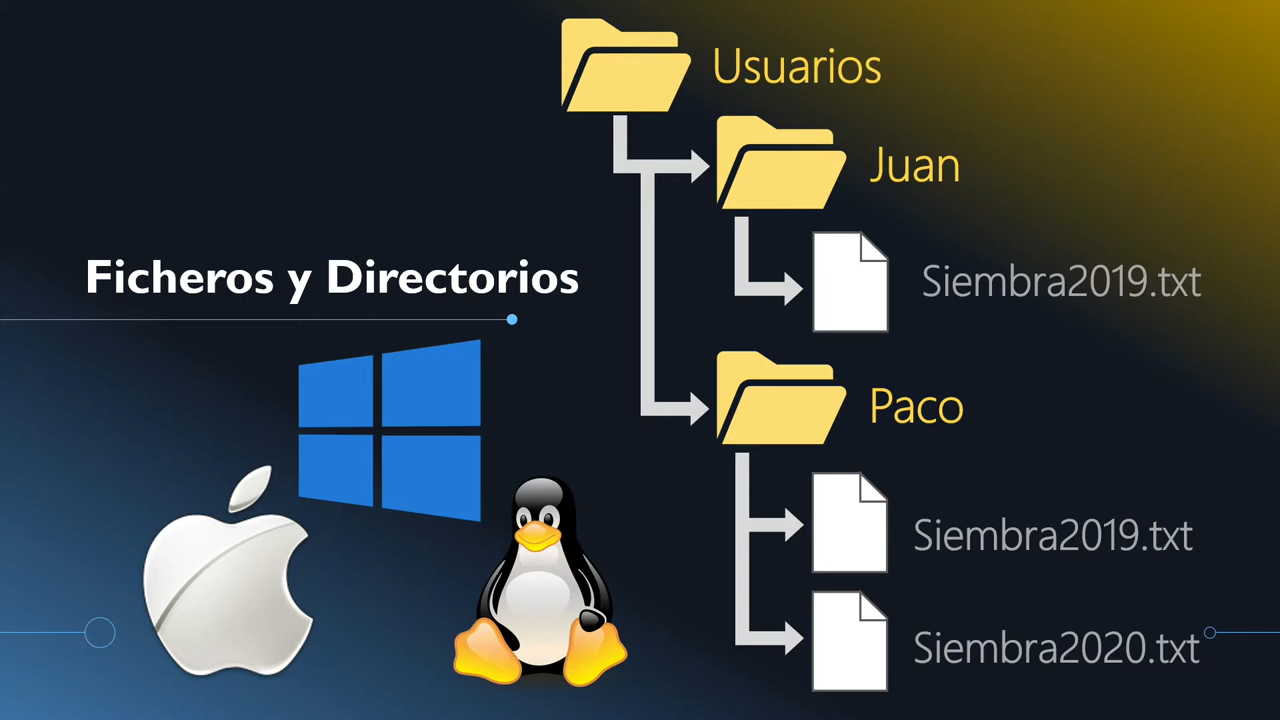 Usuarios
Juan
Siembra2019.txt
Ficheros y Directorios
Paco
Siembra2019.txt
Siembra2020.txt